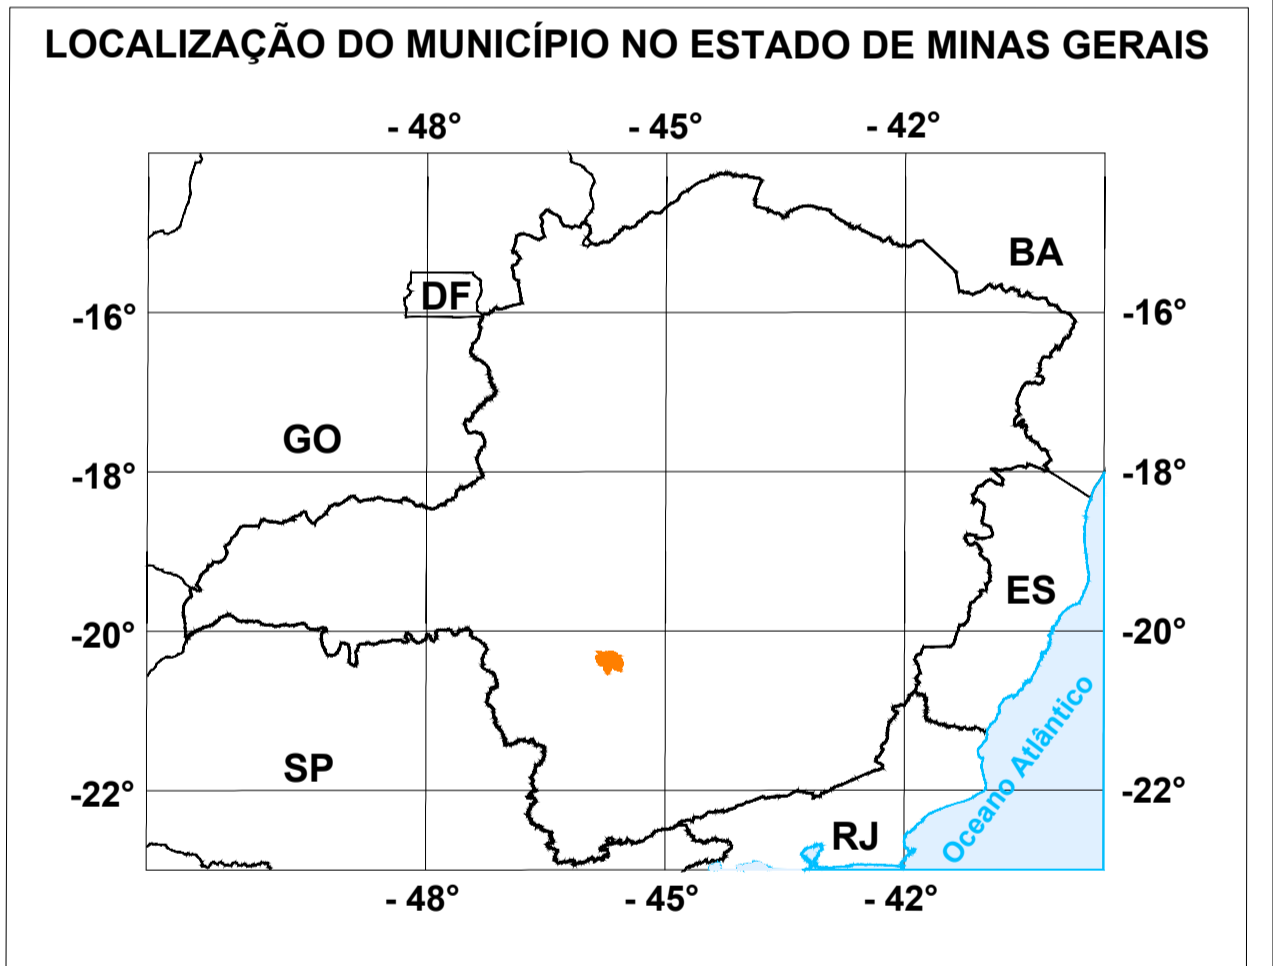 LOCALIZAÇÃO DO MUNICÍPIO NO ESTADO DE MINAS GERAIS
- 48° - 45° - 42°
BA
DF
-16° -16°
GO
-18° -18°
ES
-20° -20°
SP
-22° -22°
Oceano Atlântico
RJ
- 48° - 45° - 42°